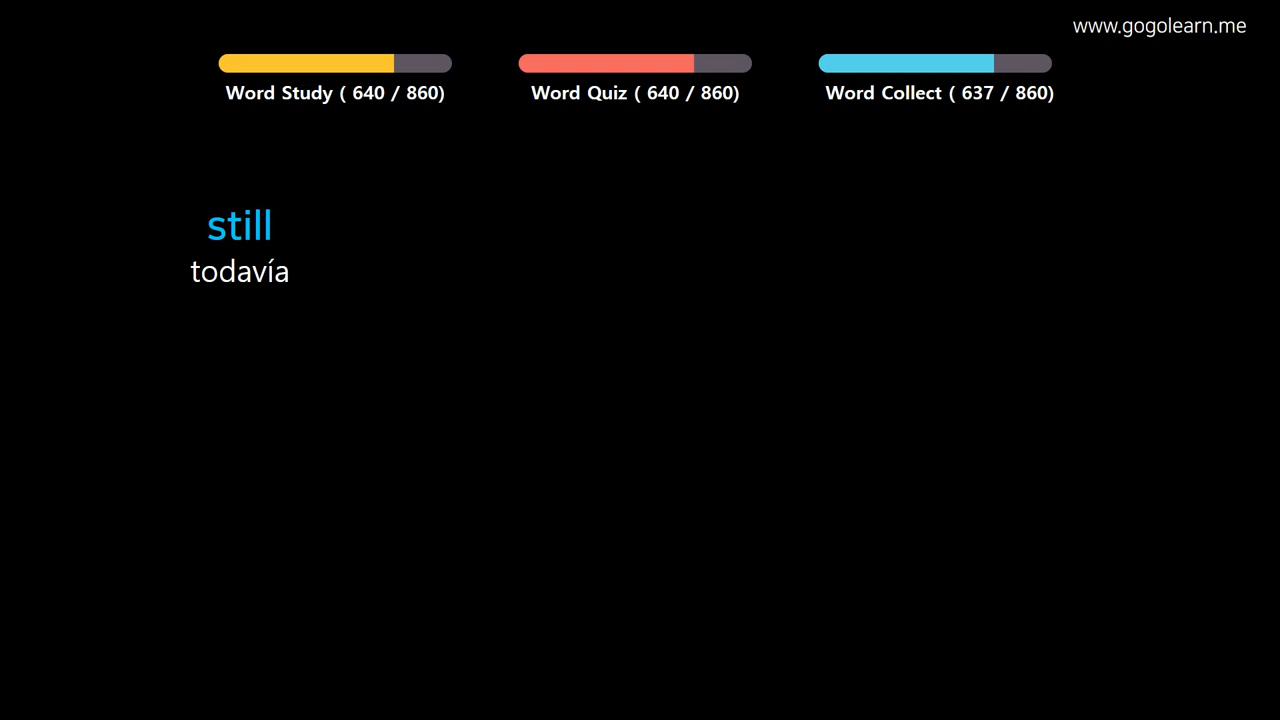 www.gogolearn.me
Word Study ( 640 / 860)
Word Quiz ( 640 / 860)
Word Collect ( 637 / 860)
still
todavía